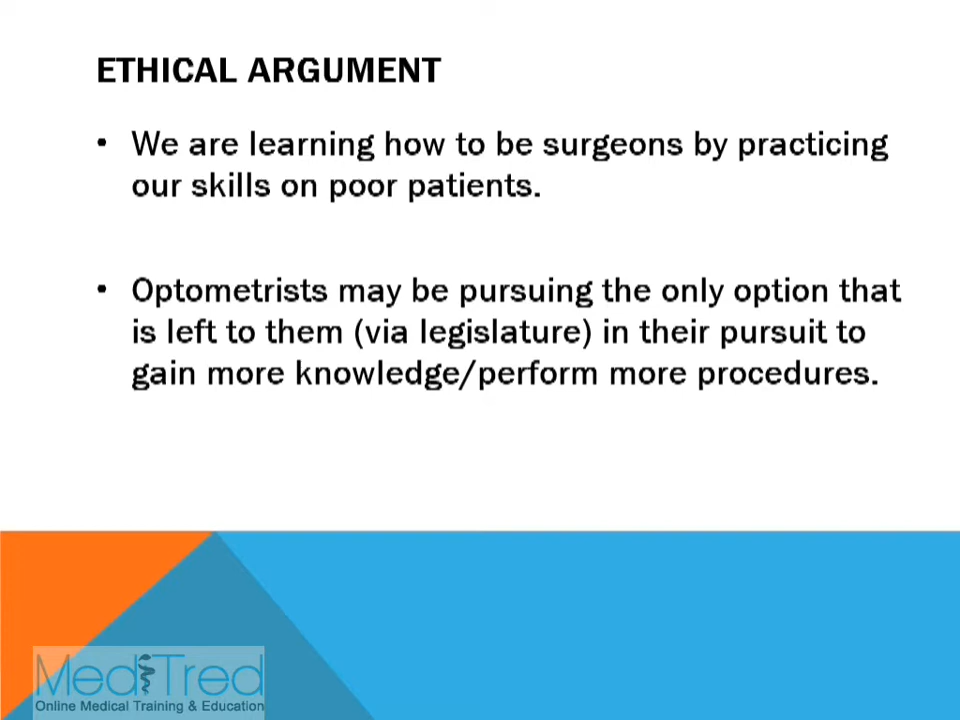 ETHICAL ARGUMENT
• We are learning how to be surgeons by practicing
our skills on poor patients.
• Optometrists may be pursuing the only option that
is left to them (via legislature) in their pursuit to
gain more knowledge/perform more procedures.
MediTred
Online Medical Training & Education